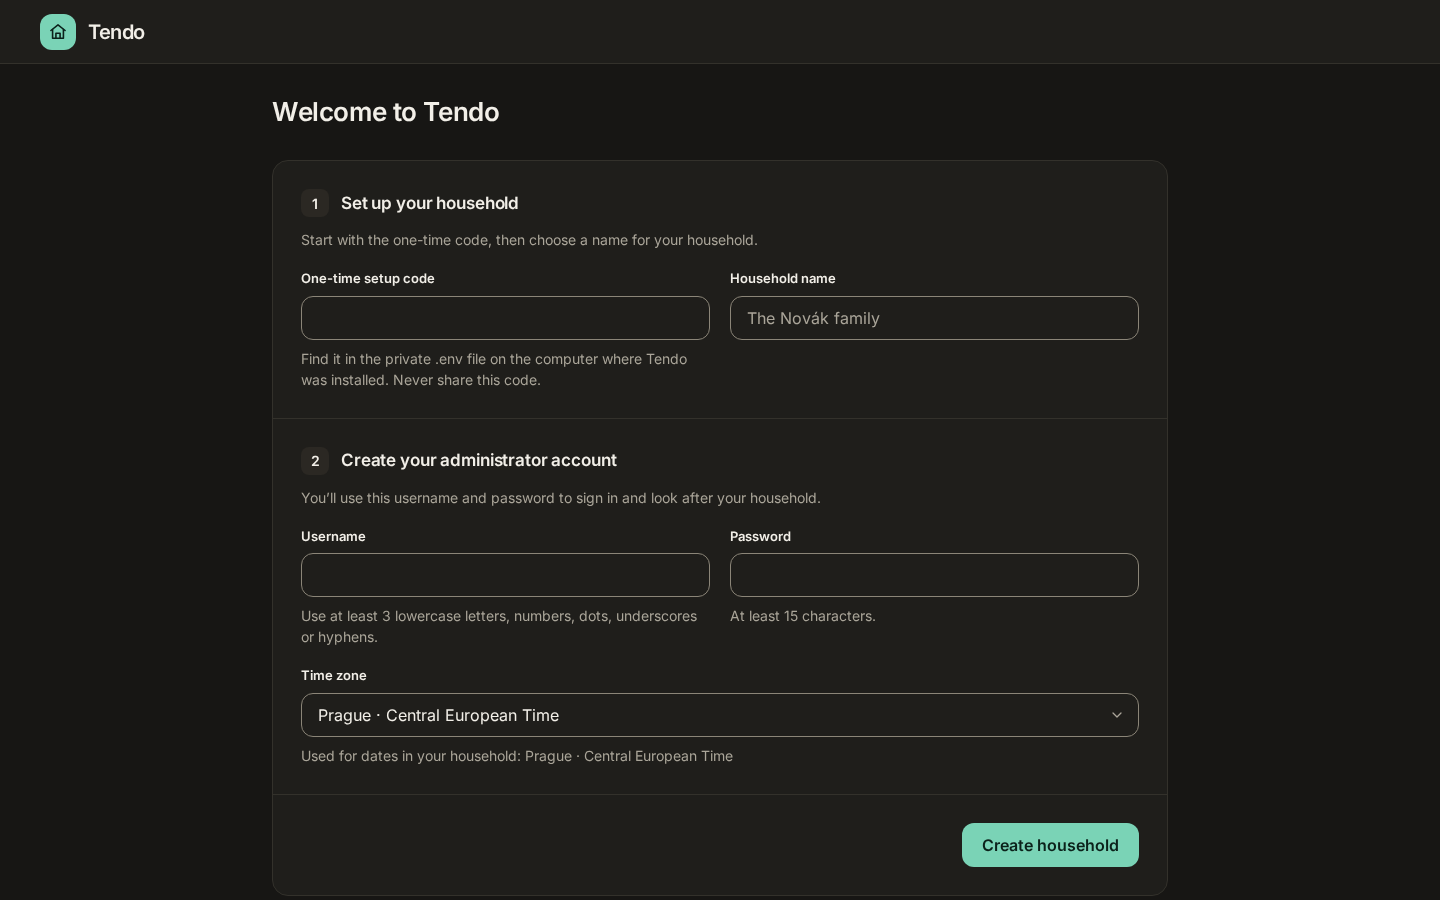 Tendo
Welcome to Tendo
1 Set up your household
Start with the one-time code, then choose a name for your household.
One-time setup code
Household name
The Novák family
Find it in the private .env file on the computer where Tendo
was installed. Never share this code.
2 Create your administrator account
You’ll use this username and password to sign in and look after your household.
Username
Password
Use at least 3 lowercase letters, numbers, dots, underscores
or hyphens.
At least 15 characters.
Time zone
Prague · Central European Time
Used for dates in your household: Prague · Central European Time
Create household